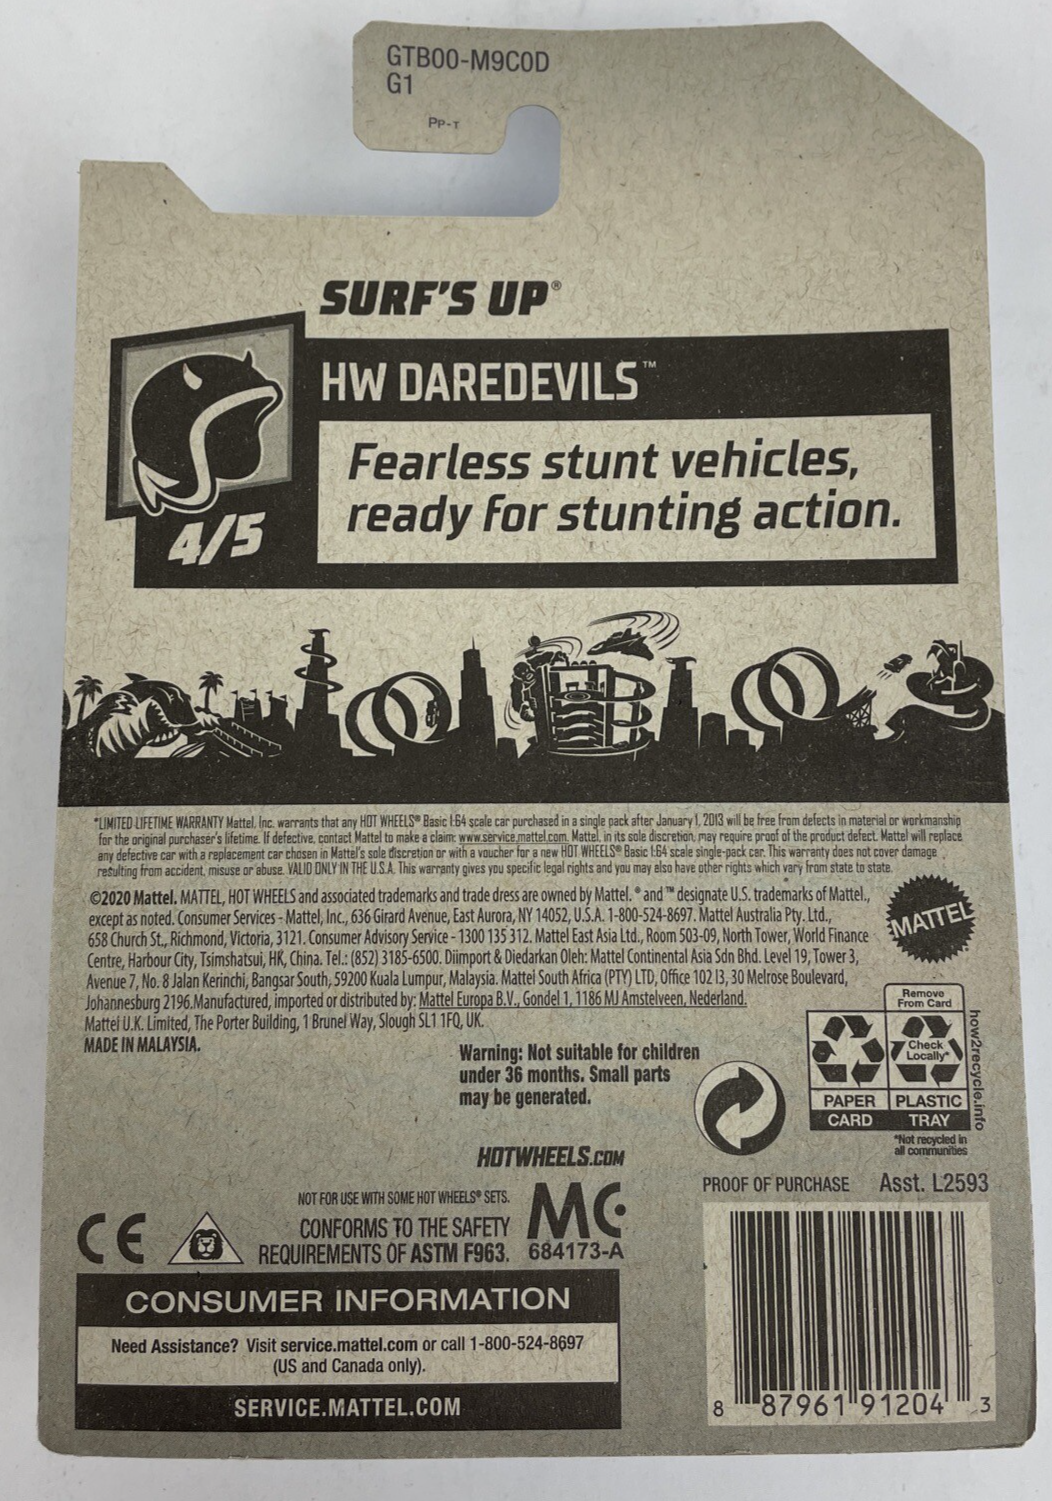 GTB00-M9C0D
G1
PP-T
SURF'S UP®
HW DAREDEVILS™
Fearless stunt vehicles,
ready for stunting action.
4/5
*LIMITED LIFETIME WARRANTY Mattel, Inc. warrants that any HOT WHEELS® Basic 1:64 scale car purchased in a single pack after January 1, 2013 will be free from defects in material or workmanship
for the original purchaser's lifetime. If defective, contact Mattel to make a claim: www.service.mattel.com. Mattel, in its sole discretion, may require proof of the product defect. Mattel will replace
any defective car with a replacement car chosen in Mattel's sole discretion or with a voucher for a new HOT WHEELS® Basic 1:64 scale single-pack car. This warranty does not cover damage
resulting from accident, misuse or abuse. VALID ONLY IN THE U.S.A. This warranty gives you specific legal rights and you may also have other rights which vary from state to state.
©2020 Mattel. MATTEL, HOT WHEELS and associated trademarks and trade dress are owned by Mattel. ® and ™ designate U.S. trademarks of Mattel.,
except as noted. Consumer Services - Mattel, Inc., 636 Girard Avenue, East Aurora, NY 14052, U.S.A. 1-800-524-8697. Mattel Australia Pty. Ltd.,
658 Church St., Richmond, Victoria, 3121. Consumer Advisory Service - 1300 135 312. Mattel East Asia Ltd., Room 503-09, North Tower, World Finance
Centre, Harbour City, Tsimshatsui, HK, China. Tel.: (852) 3185-6500. Diimport & Diedarkan Oleh: Mattel Continental Asia Sdn Bhd. Level 19, Tower 3,
Avenue 7, No. 8 Jalan Kerinchi, Bangsar South, 59200 Kuala Lumpur, Malaysia. Mattel South Africa (PTY) LTD, Office 102 I3, 30 Melrose Boulevard,
Johannesburg 2196.Manufactured, imported or distributed by: Mattel Europa B.V., Gondel 1, 1186 MJ Amstelveen, Nederland.
Mattel U.K. Limited, The Porter Building, 1 Brunel Way, Slough SL1 1FQ, UK.
MADE IN MALAYSIA.
MATTEL
Remove
From Card
Check
Locally*
PAPER
CARD
PLASTIC
TRAY
*Not recycled in
all communities
how2recycle.info
Warning: Not suitable for children
under 36 months. Small parts
may be generated.
HOTWHEELS.COM
NOT FOR USE WITH SOME HOT WHEELS® SETS.
CE
CONFORMS TO THE SAFETY
REQUIREMENTS OF ASTM F963.
MC
684173-A
PROOF OF PURCHASE
Asst. L2593
CONSUMER INFORMATION
Need Assistance? Visit service.mattel.com or call 1-800-524-8697
(US and Canada only).
SERVICE.MATTEL.COM
8 87961 91204 3